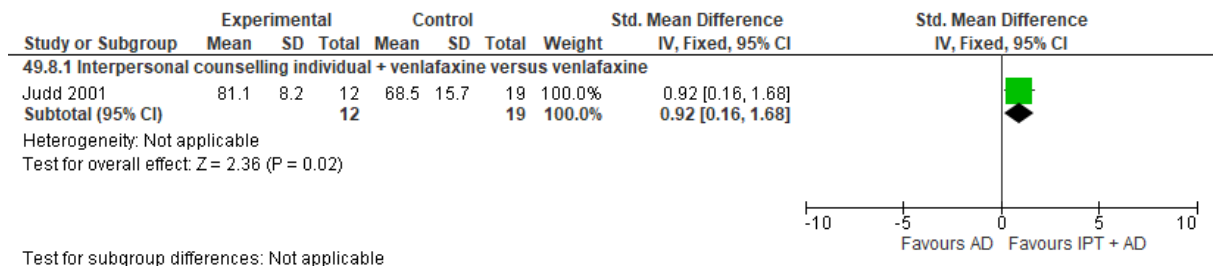 Experimental Control Std. Mean Difference Std. Mean Difference
Study or Subgroup Mean SD Total Mean SD Total Weight IV, Fixed, 95% CI IV, Fixed, 95% CI
49.8.1 Interpersonal counselling individual + venlafaxine versus venlafaxine
Judd 2001 81.1 8.2 12 68.5 15.7 19 100.0% 0.92 [0.16, 1.68]
Subtotal (95% CI) 12 19 100.0% 0.92 [0.16, 1.68]
Heterogeneity: Not applicable
Test for overall effect: Z = 2.36 (P = 0.02)
-10 -5 0 5 10
Favours AD Favours IPT + AD
Test for subgroup differences: Not applicable